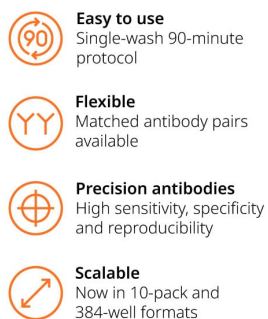 90
Easy to use
Single-wash 90-minute
protocol
YY
Flexible
Matched antibody pairs
available
Precision antibodies
High sensitivity, specificity
and reproducibility
Scalable
Now in 10-pack and
384-well formats